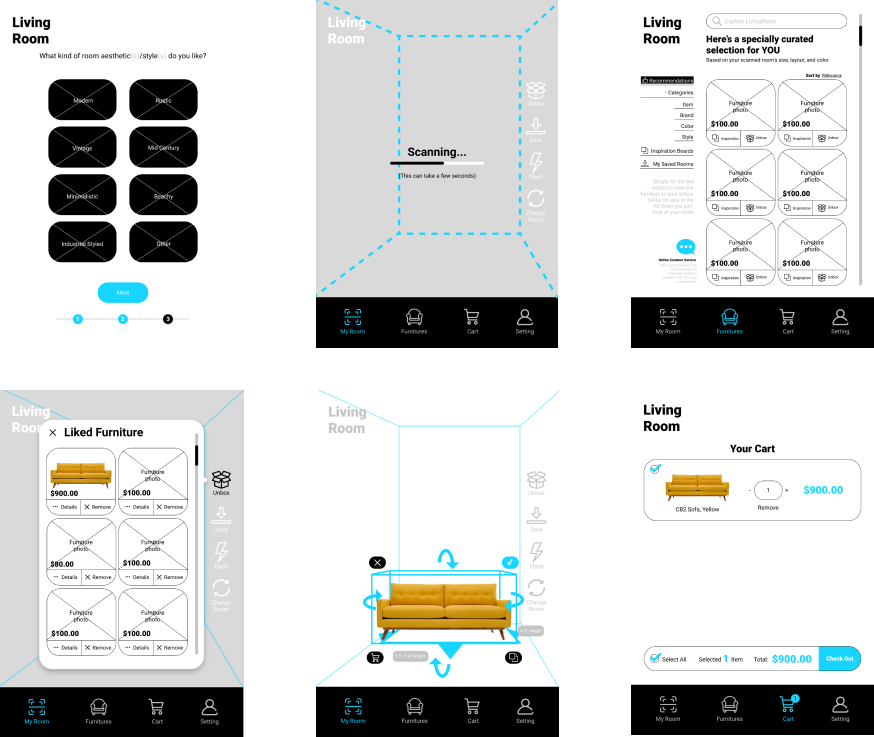 Living
Room
What kind of room aesthetic(s)/style(s) do you like?
Modern
Rustic
Vintage
Mid Century
Minimalistic
Beachy
Industrial Styled
Other
Next
1
2
3
Living
Room
Scanning...
(This can take a few seconds)
Unbox
Save
Flash
Change
Room
My Room
Furnitures
Cart
Setting
Living
Room
Explore LivingRoom
Here's a specially curated
selection for YOU
Based on your scanned room's size, layout, and color
Sort by Relevance
Recommendations
- Categories
Item
Brand
Color
Style
Inspiration Boards
My Saved Rooms
Simply hit the like
button to save the
furniture to your Unbox
folder to view in the
AR Scan you just
took of your room
Online Customer Service
Furniture
photo
$100.00
Inspiration
Unbox
Furniture
photo
$100.00
Inspiration
Unbox
Furniture
photo
$100.00
Inspiration
Unbox
Furniture
photo
$100.00
Inspiration
Unbox
Furniture
photo
$100.00
Inspiration
Unbox
Furniture
photo
$100.00
Inspiration
Unbox
My Room
Furnitures
Cart
Setting
Living
Room
Liked Furniture
$900.00
Details
Remove
Furniture
photo
$100.00
Details
Remove
Furniture
photo
$80.00
Details
Remove
Furniture
photo
$100.00
Details
Remove
Furniture
photo
$100.00
Details
Remove
Furniture
photo
$100.00
Details
Remove
Unbox
Save
Flash
Change
Room
My Room
Furnitures
Cart
Setting
Living
Room
Unbox
Save
Flash
Change
Room
My Room
Furnitures
Cart
Setting
Living
Room
Your Cart
CB2 Sofa, Yellow
- 1 +
Remove
$900.00
Select All
Selected 1 item
Total: $900.00
Check Out
My Room
Furnitures
1
Cart
Setting